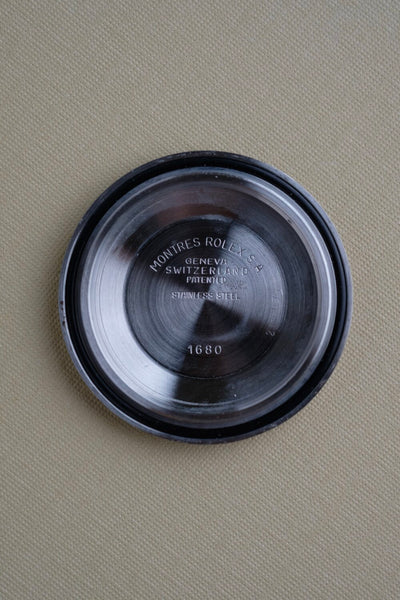 MONTRES ROLEX S.A.
GENEVA
SWITZERLAND
PATENTED
STAINLESS STEEL
1680